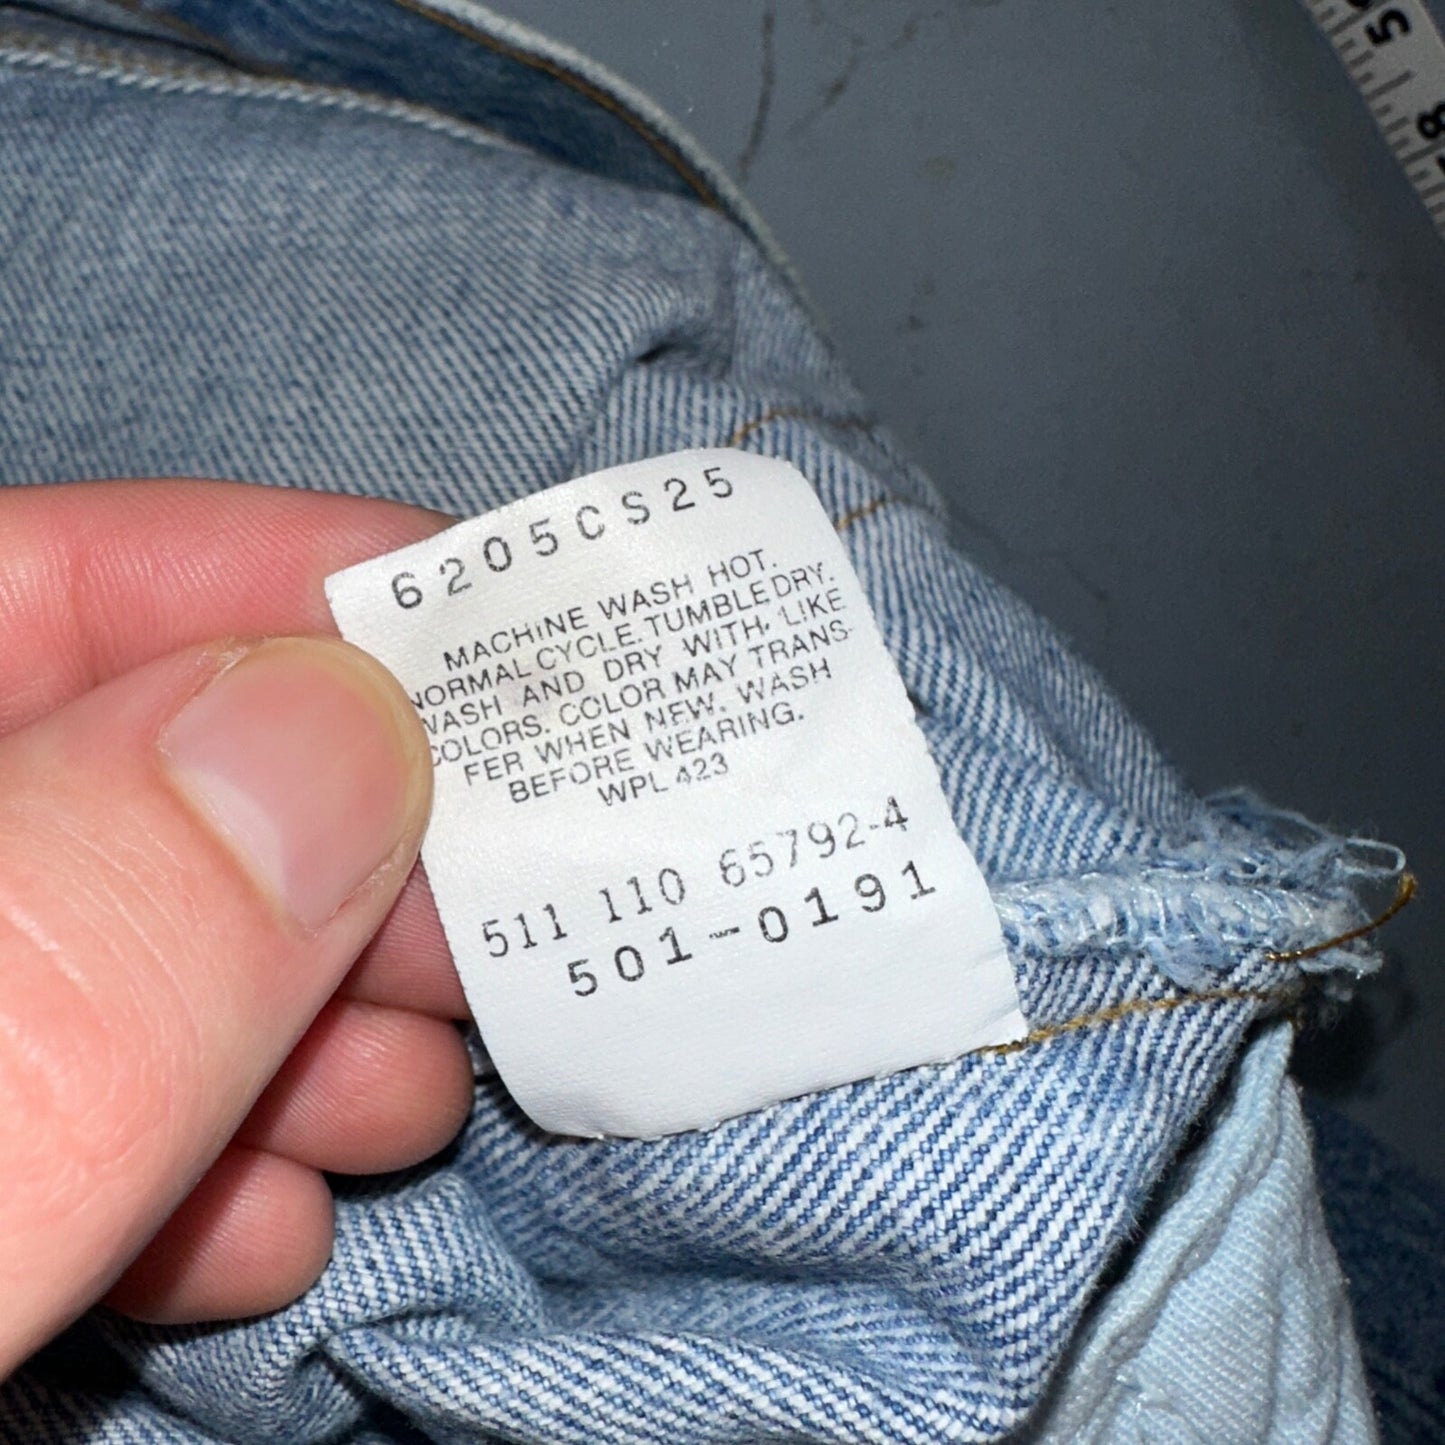 6205CS25
MACHINE WASH HOT.
NORMAL CYCLE. TUMBLE DRY.
WASH AND DRY WITH LIKE
COLORS. COLOR MAY TRANS-
FER WHEN NEW. WASH
BEFORE WEARING.
WPL 423
511 110 65792-4
501-0191